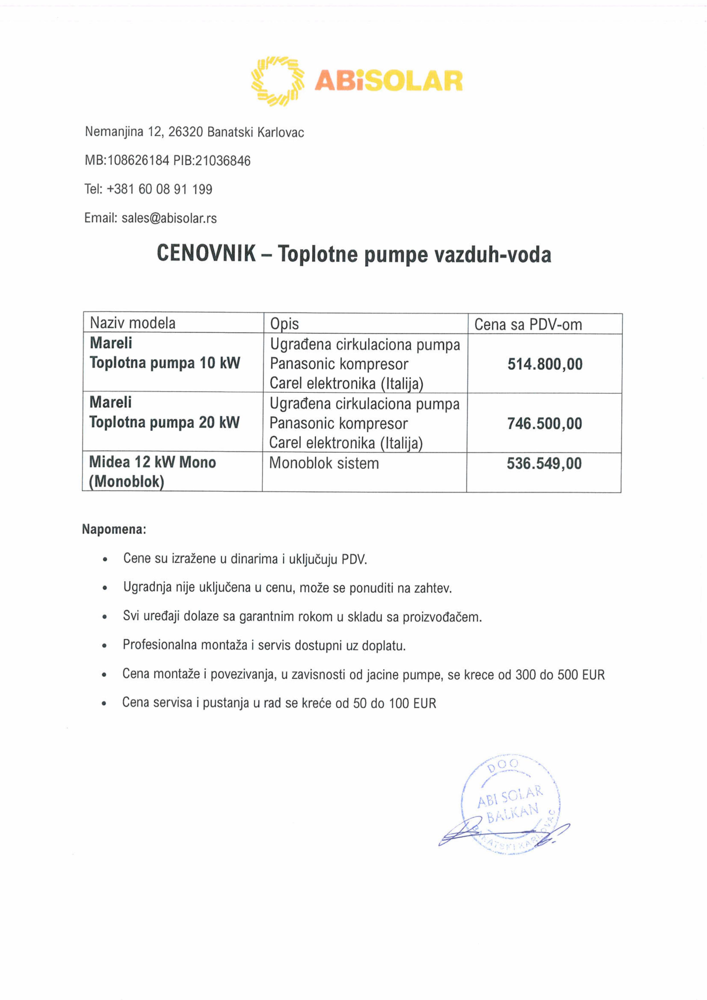 ABiSOLAR
Nemanjina 12, 26320 Banatski Karlovac
MB:108626184 PIB:21036846
Tel: +381 60 08 91 199
Email: sales@abisolar.rs
CENOVNIK – Toplotne pumpe vazduh-voda
Naziv modela Opis Cena sa PDV-om
Mareli Ugrađena cirkulaciona pumpa
Toplotna pumpa 10 kW Panasonic kompresor 514.800,00
Carel elektronika (Italija)
Mareli Ugrađena cirkulaciona pumpa
Toplotna pumpa 20 kW Panasonic kompresor 746.500,00
Carel elektronika (Italija)
Midea 12 kW Mono Monoblok sistem 536.549,00
(Monoblok)
Napomena:
• Cene su izražene u dinarima i uključuju PDV.
• Ugradnja nije uključena u cenu, može se ponuditi na zahtev.
• Svi uređaji dolaze sa garantnim rokom u skladu sa proizvođačem.
• Profesionalna montaža i servis dostupni uz doplatu.
• Cena montaže i povezivanja, u zavisnosti od jacine pumpe, se krece od 300 do 500 EUR
• Cena servisa i pustanja u rad se kreće od 50 do 100 EUR
DOO
ABI SOLAR
BALKAN
BANATSKI KARLOVAC